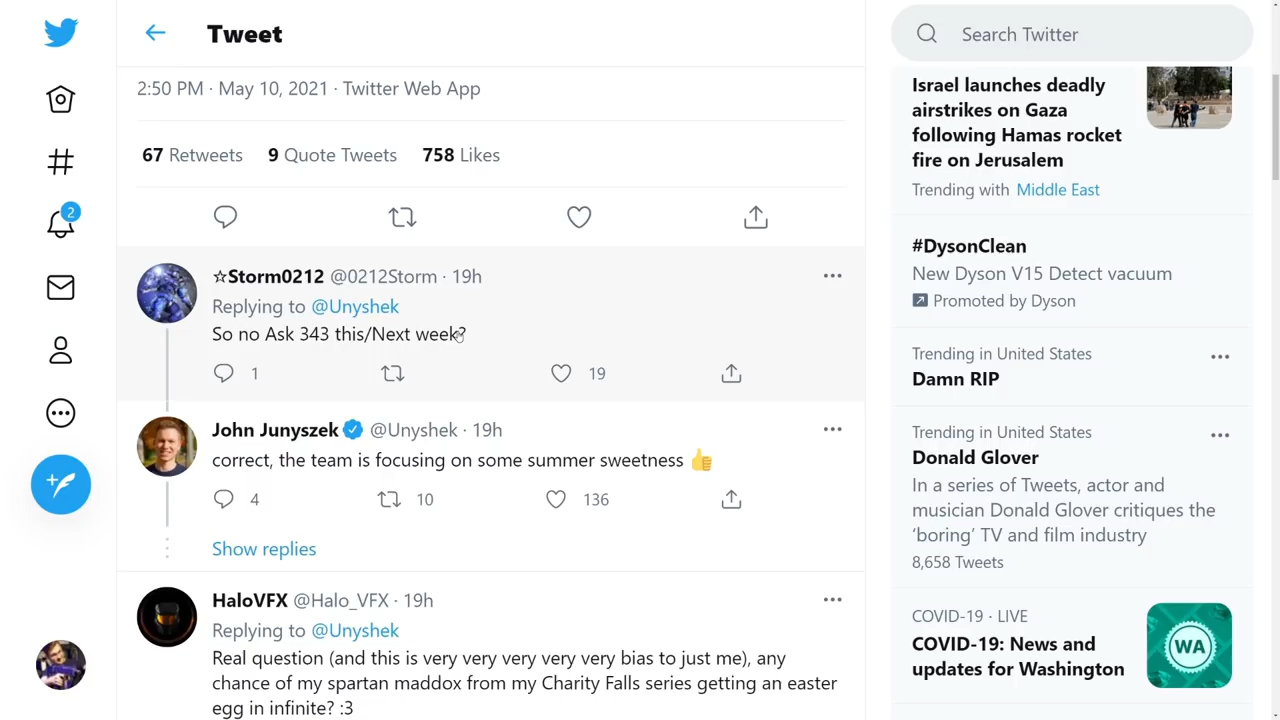 Tweet
2:50 PM · May 10, 2021 · Twitter Web App
67 Retweets 9 Quote Tweets 758 Likes
2
☆Storm0212 @0212Storm · 19h
Replying to @Unyshek
So no Ask 343 this/Next week?
1 19
John Junyszek @Unyshek · 19h
correct, the team is focusing on some summer sweetness 👍
4 10 136
Show replies
HaloVFX @Halo_VFX · 19h
Replying to @Unyshek
Real question (and this is very very very very very bias to just me), any
chance of my spartan maddox from my Charity Falls series getting an easter
egg in infinite? :3
Search Twitter
Israel launches deadly
airstrikes on Gaza
following Hamas rocket
fire on Jerusalem
Trending with Middle East
#DysonClean
New Dyson V15 Detect vacuum
Promoted by Dyson
Trending in United States
Damn RIP
Trending in United States
Donald Glover
In a series of Tweets, actor and
musician Donald Glover critiques the
‘boring’ TV and film industry
8,658 Tweets
COVID-19 · LIVE
COVID-19: News and
updates for Washington
WA